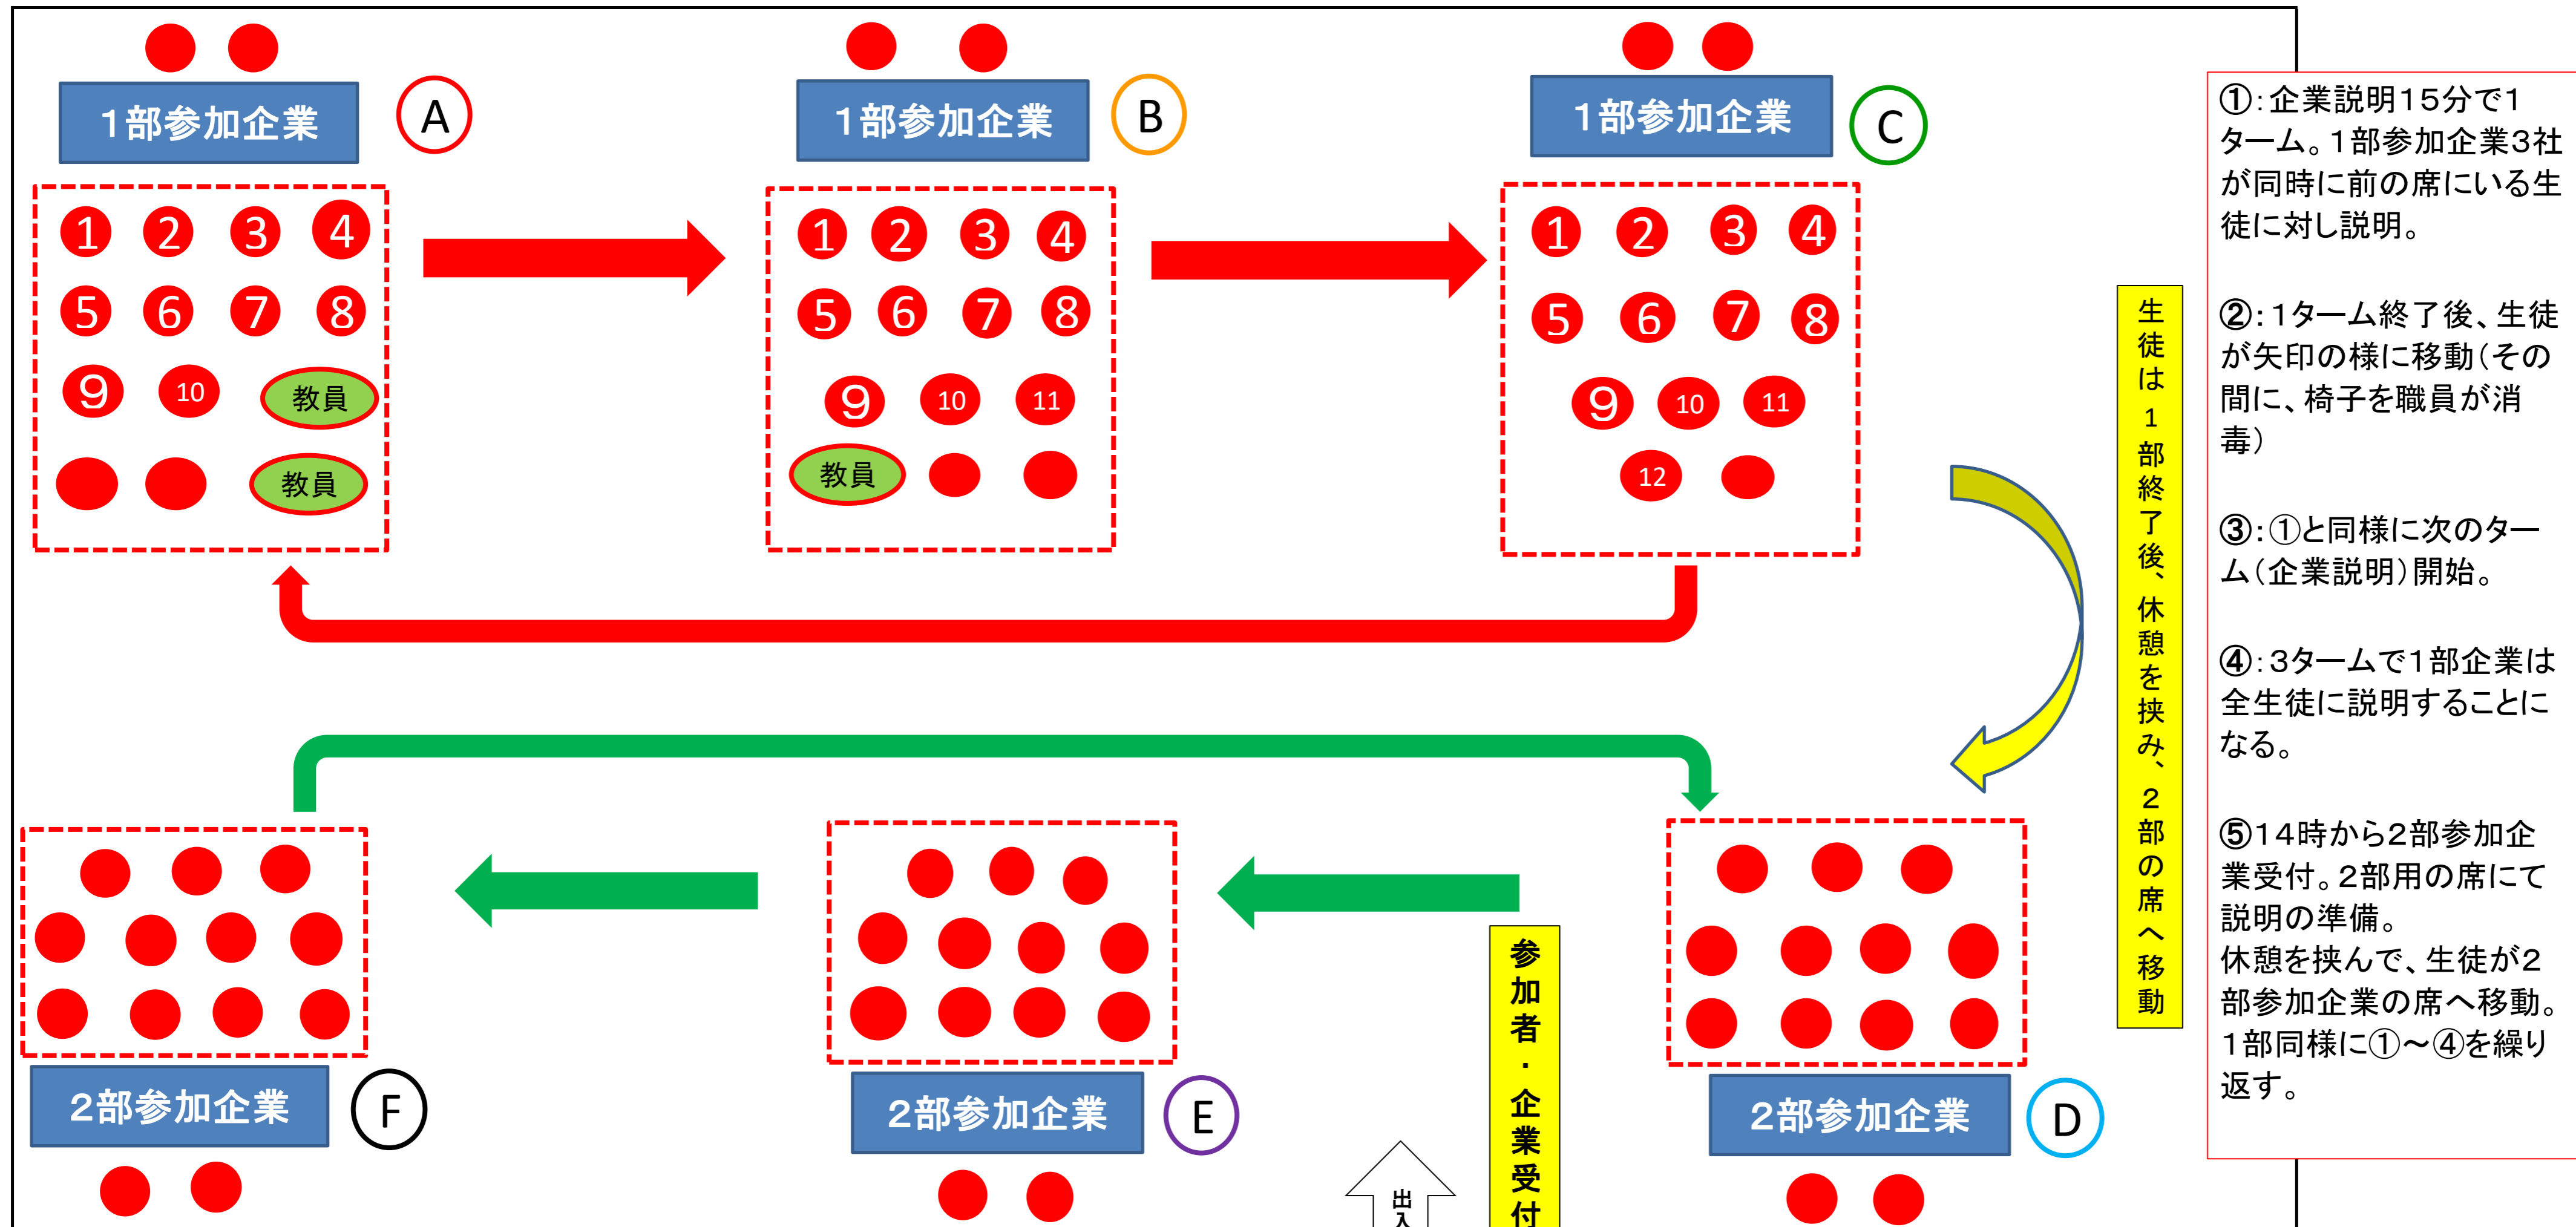 1部参加企業
A
1部参加企業
B
1部参加企業
C
1 2 3 4
5 6 7 8
9 10 教員
教員
1 2 3 4
5 6 7 8
9 10 11
教員
1 2 3 4
5 6 7 8
9 10 11
12
生徒は1部終了後、休憩を挟み、2部の席へ移動
①:企業説明15分で1
ターム。1部参加企業3社
が同時に前の席にいる生
徒に対し説明。
②:1ターム終了後、生徒
が矢印の様に移動(その
間に、椅子を職員が消
毒)
③:①と同様に次のター
ム(企業説明)開始。
④:3タームで1部企業は
全生徒に説明することに
なる。
⑤14時から2部参加企
業受付。2部用の席にて
説明の準備。
休憩を挟んで、生徒が2
部参加企業の席へ移動。
1部同様に①~④を繰り
返す。
2部参加企業
F
2部参加企業
E
参加者・企業受付
出入
2部参加企業
D